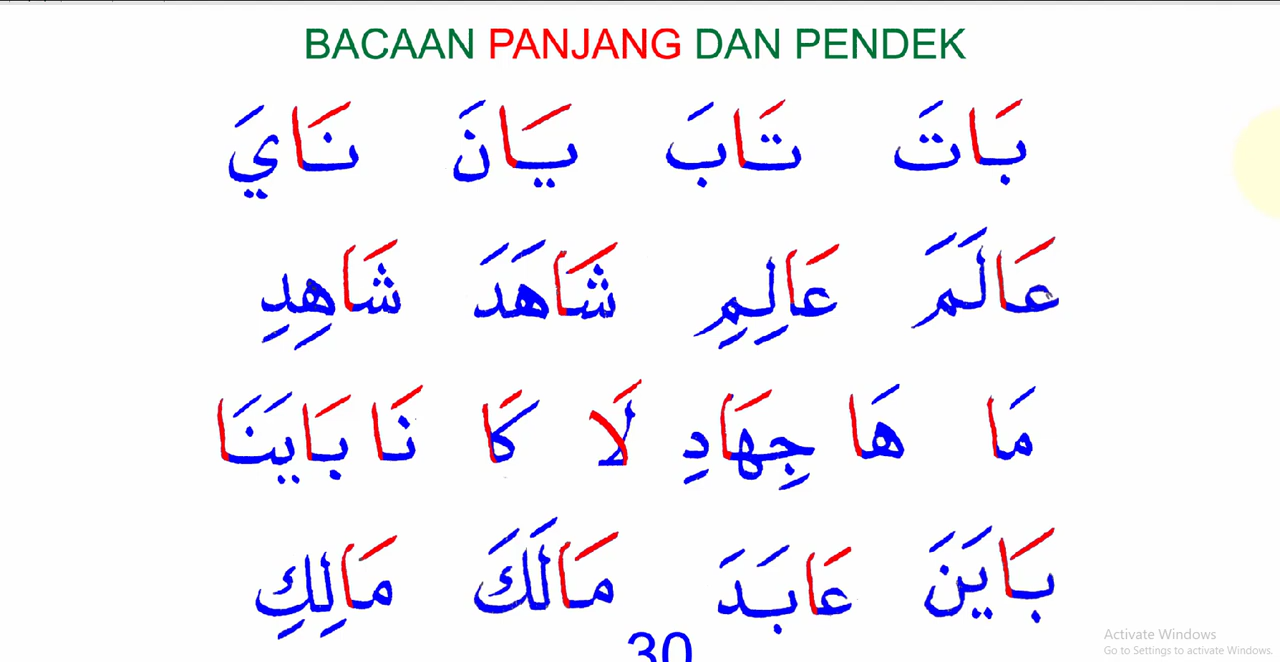 BACAAN PANJANG DAN PENDEK
بَاتَ تَابَ يَانَ نَايَ
عَالَمَ عَالِمِ شَاهَدَ شَاهِدِ
مَا هَا جِهَادِ لَا كَا نَا بَايَنَا
بَايَنَ عَابَدَ مَالَكَ مَالِكِ
30
Activate Windows
Go to Settings to activate Windows.